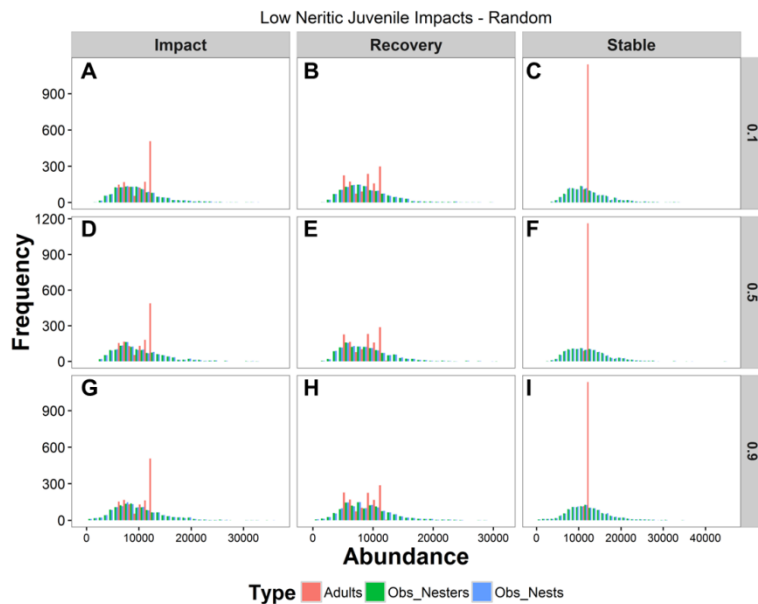 Low Neritic Juvenile Impacts - Random
Impact Recovery Stable
A B C
900
600
300
0
0.1
D E F
1200
900
600
300
0
0.5
G H I
900
600
300
0
0.9
Frequency
0 10000 20000 30000 0 10000 20000 30000 0 10000 20000 30000 40000
Abundance
Type Adults Obs_Nesters Obs_Nests